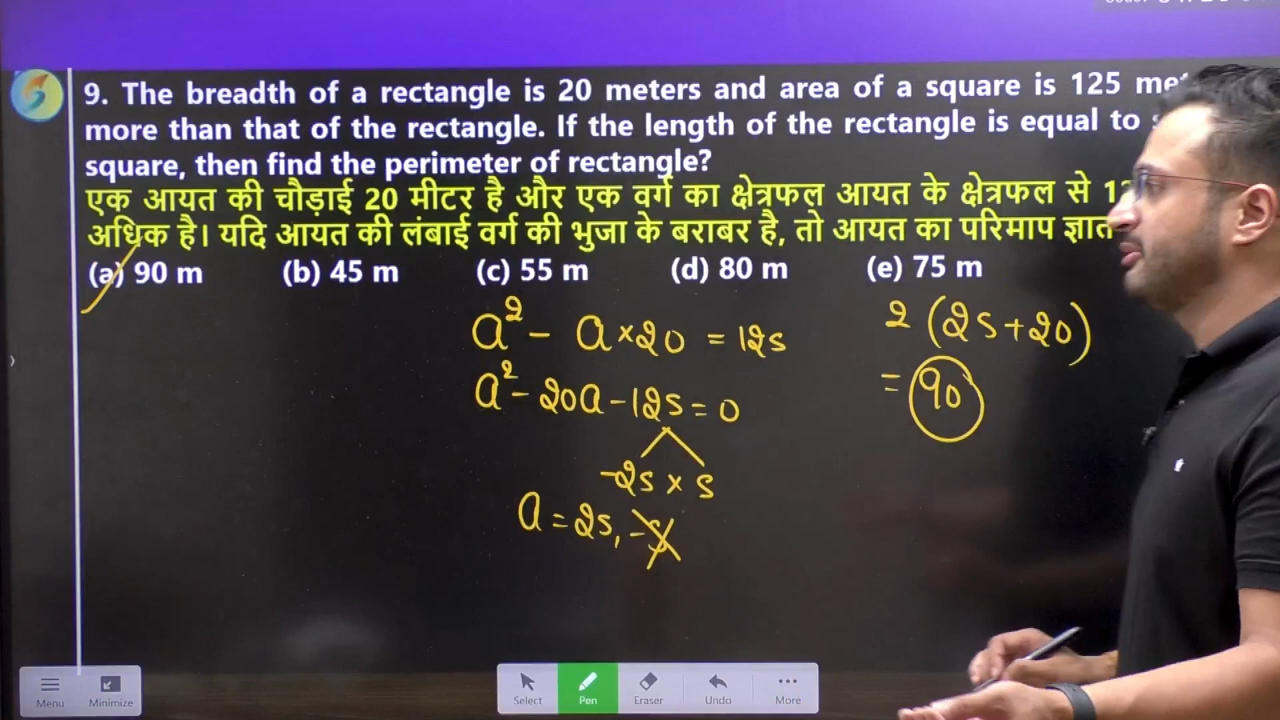 9. The breadth of a rectangle is 20 meters and area of a square is 125
more than that of the rectangle. If the length of the rectangle is equal to
square, then find the perimeter of rectangle?
एक आयत की चौड़ाई 20 मीटर है और एक वर्ग का क्षेत्रफल आयत के क्षेत्रफल से
अधिक है। यदि आयत की लंबाई वर्ग की भुजा के बराबर है, तो आयत का परिमाप ज्ञात
(a) 90 m (b) 45 m (c) 55 m (d) 80 m (e) 75 m
a² - a×20 = 125
a² - 20a - 125 = 0
-25 × 5
a = 25, -5
2 (25+20)
= 90
Menu Minimize Select Pen Eraser Undo More